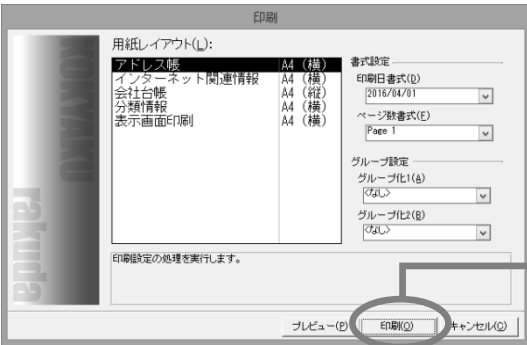 印刷
KOKYAKU
rakuda
用紙レイアウト(L):
アドレス帳 A4 (横)
インターネット関連情報 A4 (横)
会社台帳 A4 (縦)
分類情報 A4 (横)
表示画面印刷 A4 (横)
書式設定
印刷日書式(D)
2016/04/01
ページ数書式(F)
Page 1
グループ設定
グループ化1(A)
<なし>
グループ化2(B)
<なし>
印刷設定の処理を実行します。
プレビュー(P) 印刷(O) キャンセル(C)